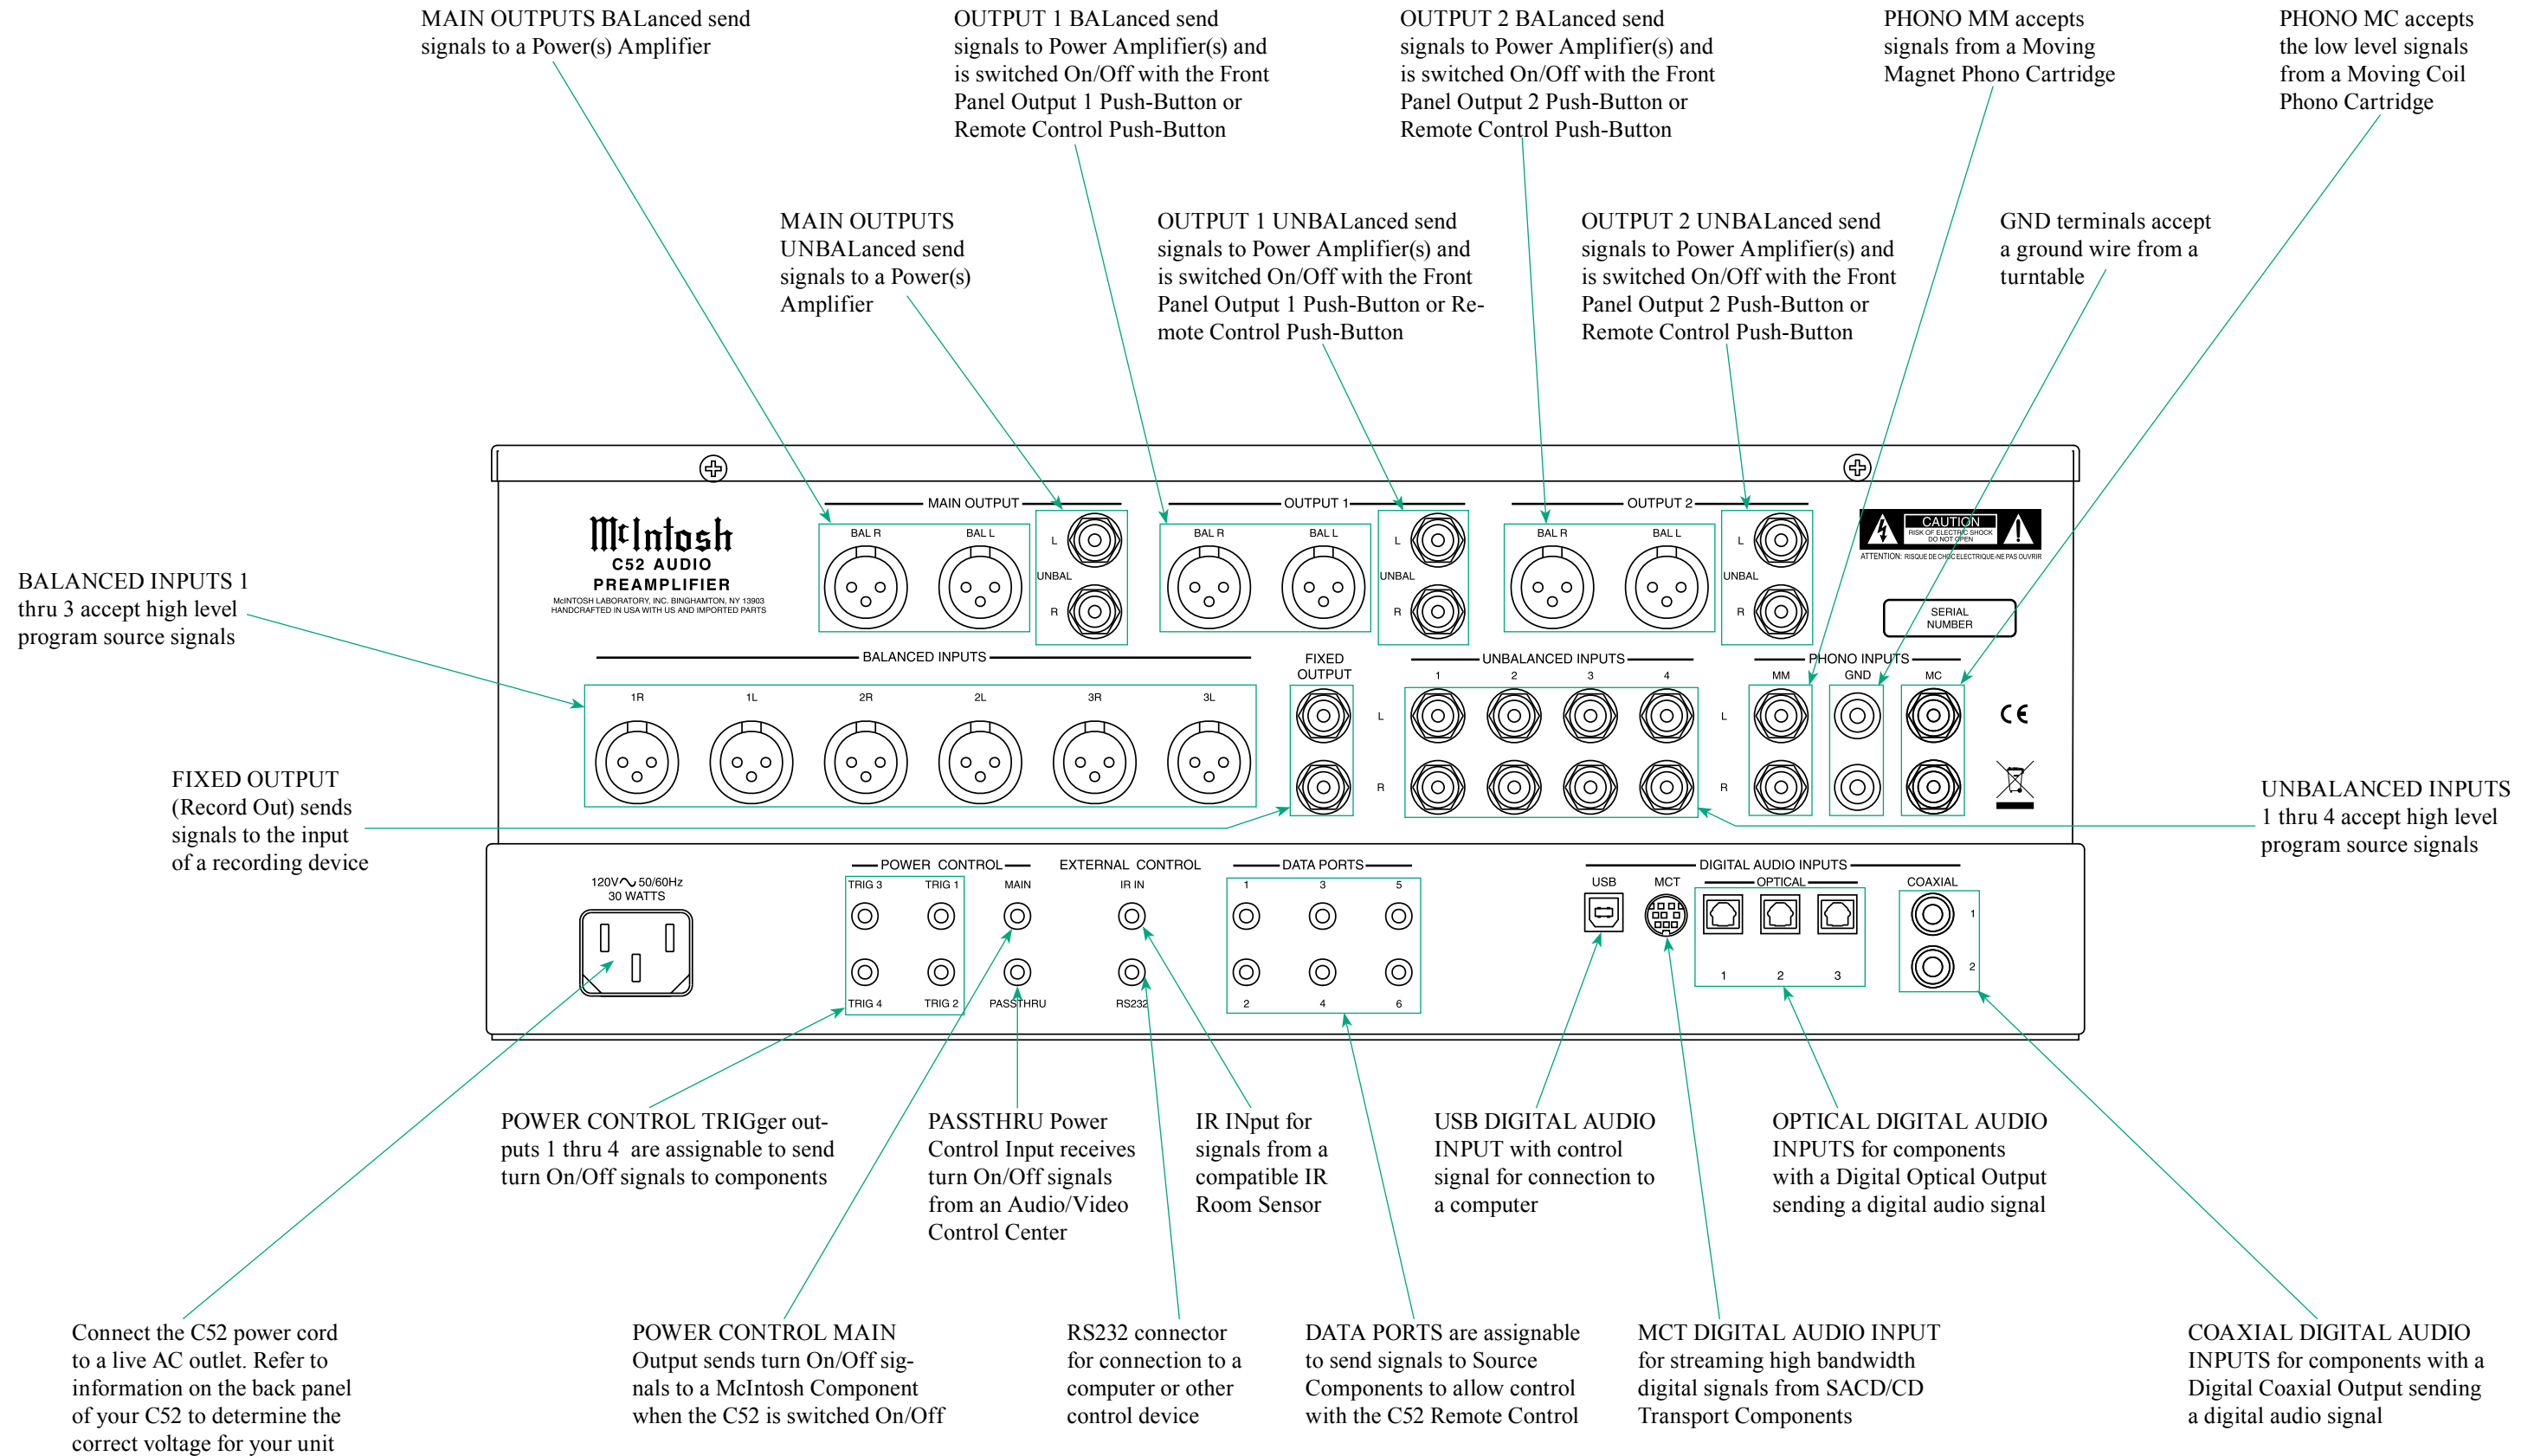 MAIN OUTPUTS BALanced send
signals to a Power(s) Amplifier
OUTPUT 1 BALanced send
signals to Power Amplifier(s) and
is switched On/Off with the Front
Panel Output 1 Push-Button or
Remote Control Push-Button
OUTPUT 2 BALanced send
signals to Power Amplifier(s) and
is switched On/Off with the Front
Panel Output 2 Push-Button or
Remote Control Push-Button
PHONO MM accepts
signals from a Moving
Magnet Phono Cartridge
PHONO MC accepts
the low level signals
from a Moving Coil
Phono Cartridge
MAIN OUTPUTS
UNBALanced send
signals to a Power(s)
Amplifier
OUTPUT 1 UNBALanced send
signals to Power Amplifier(s) and
is switched On/Off with the Front
Panel Output 1 Push-Button or Re-
mote Control Push-Button
OUTPUT 2 UNBALanced send
signals to Power Amplifier(s) and
is switched On/Off with the Front
Panel Output 2 Push-Button or
Remote Control Push-Button
GND terminals accept
a ground wire from a
turntable
BALANCED INPUTS 1
thru 3 accept high level
program source signals
FIXED OUTPUT
(Record Out) sends
signals to the input
of a recording device
UNBALANCED INPUTS
1 thru 4 accept high level
program source signals
McIntosh
C52 AUDIO
PREAMPLIFIER
McINTOSH LABORATORY, INC. BINGHAMTON, NY 13903
HANDCRAFTED IN USA WITH US AND IMPORTED PARTS
MAIN OUTPUT
BAL R
BAL L
L
UNBAL
R
OUTPUT 1
BAL R
BAL L
L
UNBAL
R
OUTPUT 2
BAL R
BAL L
L
UNBAL
R
CAUTION
RISK OF ELECTRIC SHOCK
DO NOT OPEN
ATTENTION: RISQUE DE CHOC ELECTRIQUE-NE PAS OUVRIR
SERIAL
NUMBER
BALANCED INPUTS
1R 1L 2R 2L 3R 3L
FIXED
OUTPUT
L
R
UNBALANCED INPUTS
1 2 3 4
L
R
PHONO INPUTS
MM GND MC
CE
120V 50/60Hz
30 WATTS
POWER CONTROL
TRIG 3 TRIG 1 MAIN
TRIG 4 TRIG 2 PASSTHRU
EXTERNAL CONTROL
IR IN
RS232
DATA PORTS
1 3 5
2 4 6
DIGITAL AUDIO INPUTS
USB MCT OPTICAL COAXIAL
1 2 3
1
2
POWER CONTROL TRIGger out-
puts 1 thru 4 are assignable to send
turn On/Off signals to components
PASSTHRU Power
Control Input receives
turn On/Off signals
from an Audio/Video
Control Center
IR INput for
signals from a
compatible IR
Room Sensor
USB DIGITAL AUDIO
INPUT with control
signal for connection to
a computer
OPTICAL DIGITAL AUDIO
INPUTS for components
with a Digital Optical Output
sending a digital audio signal
Connect the C52 power cord
to a live AC outlet. Refer to
information on the back panel
of your C52 to determine the
correct voltage for your unit
POWER CONTROL MAIN
Output sends turn On/Off sig-
nals to a McIntosh Component
when the C52 is switched On/Off
RS232 connector
for connection to a
computer or other
control device
DATA PORTS are assignable
to send signals to Source
Components to allow control
with the C52 Remote Control
MCT DIGITAL AUDIO INPUT
for streaming high bandwidth
digital signals from SACD/CD
Transport Components
COAXIAL DIGITAL AUDIO
INPUTS for components with a
Digital Coaxial Output sending
a digital audio signal